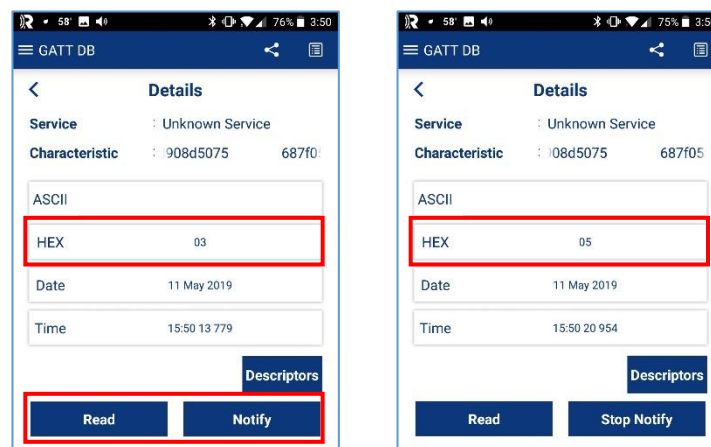 58° 76% 3:50
GATT DB
Details
Service : Unknown Service
Characteristic : 908d5075 687f0
ASCII
HEX 03
Date 11 May 2019
Time 15:50 13 779
Descriptors
Read Notify
58° 75% 3:5
GATT DB
Details
Service : Unknown Service
Characteristic : 08d5075 687f05
ASCII
HEX 05
Date 11 May 2019
Time 15:50 20 954
Descriptors
Read Stop Notify